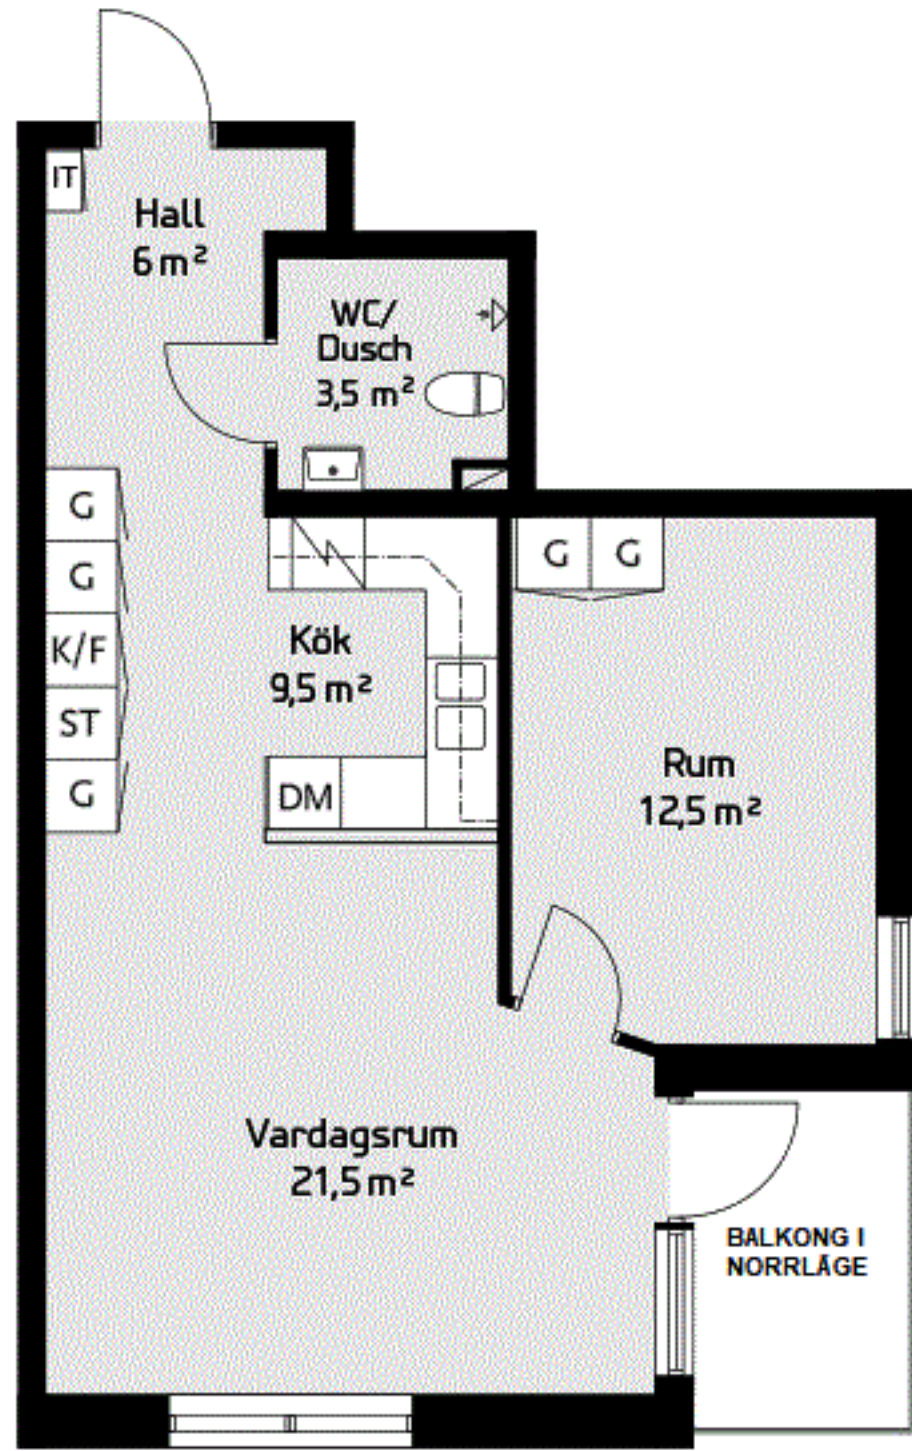 IT
Hall
6 m²
WC/
Dusch
3,5 m²
G
G
K/F
ST
G
Kök
9,5 m²
DM
G G
Rum
12,5 m²
Vardagsrum
21,5 m²
BALKONG I
NORRLÄGE